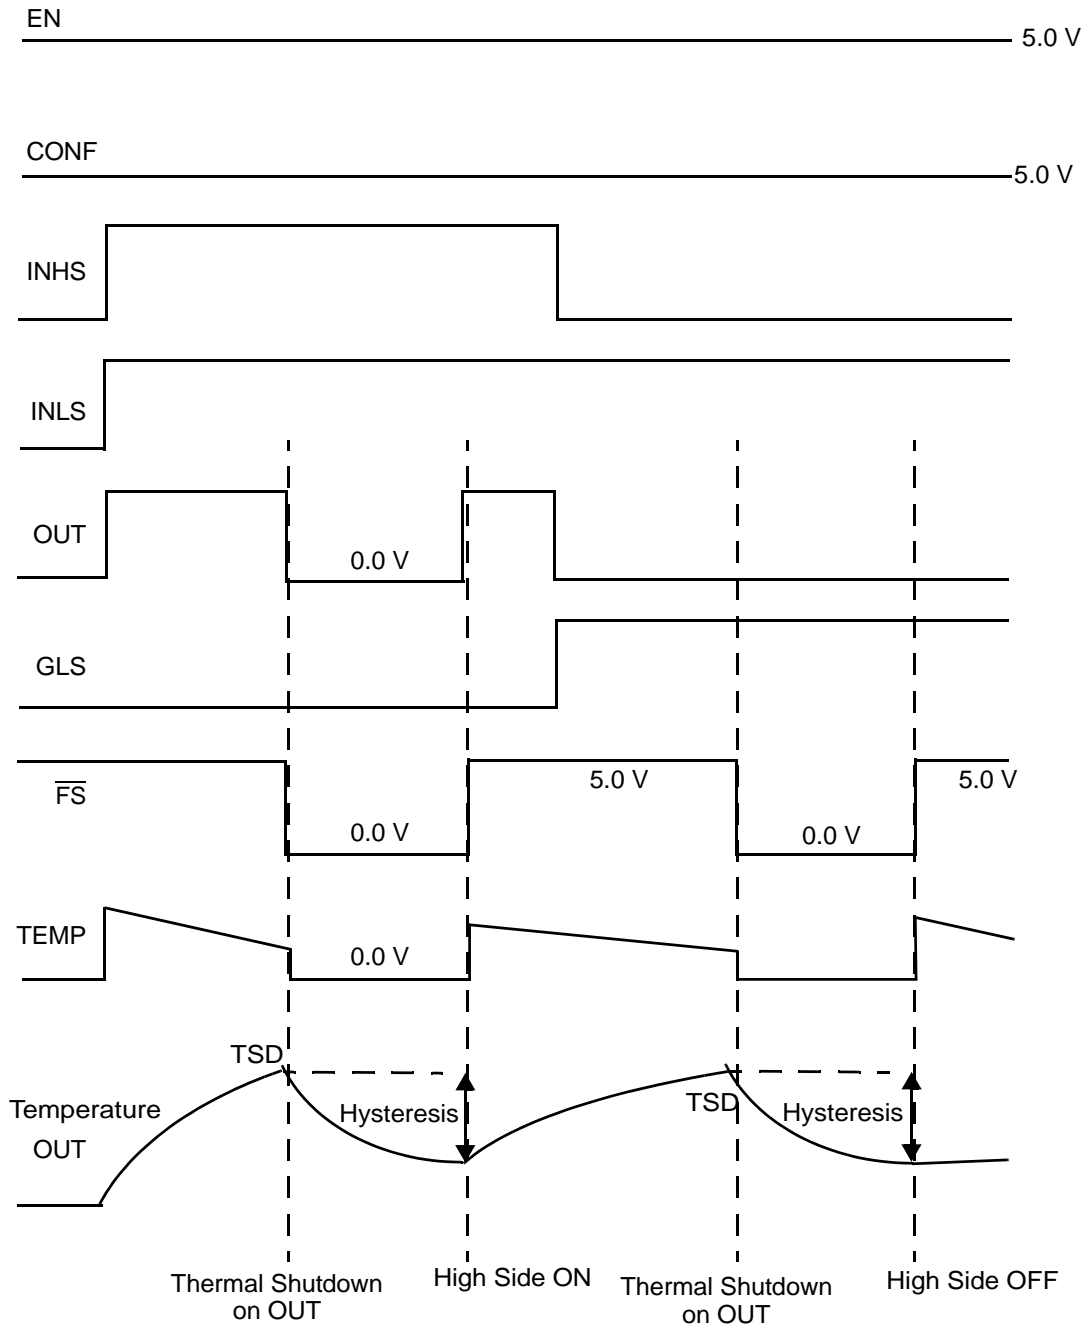 EN
5.0 V
CONF
5.0 V
INHS
INLS
OUT
0.0 V
GLS
FS
5.0 V
5.0 V
0.0 V
0.0 V
TEMP
0.0 V
TSD
Temperature
OUT
Hysteresis
TSD
Hysteresis
Thermal Shutdown
on OUT
High Side ON
Thermal Shutdown
on OUT
High Side OFF